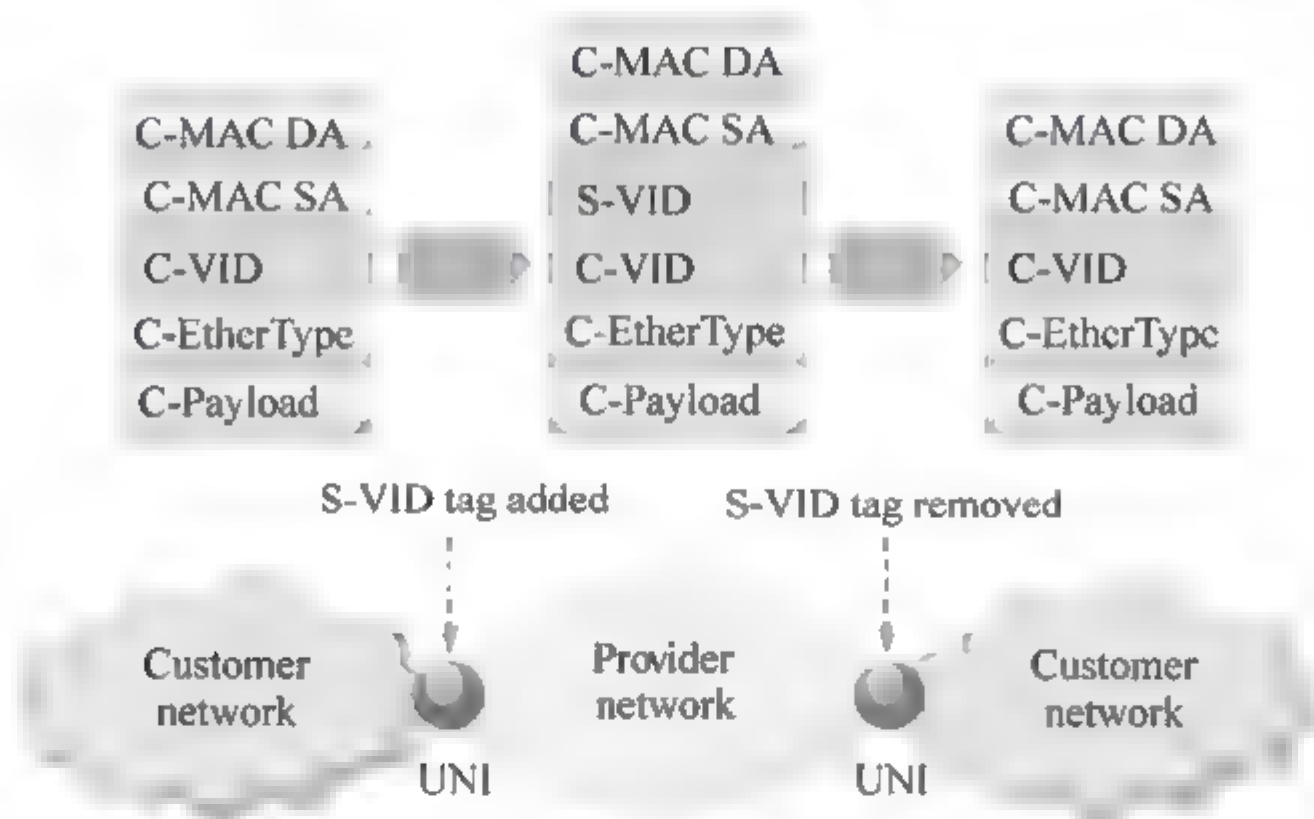 C-MAC DA
C-MAC SA
C-VID
C-EtherType
C-Payload
C-MAC DA
C-MAC SA
S-VID
C-VID
C-EtherType
C-Payload
C-MAC DA
C-MAC SA
C-VID
C-EtherType
C-Payload
S-VID tag added
S-VID tag removed
Customer
network
Provider
network
Customer
network
UNI
UNI